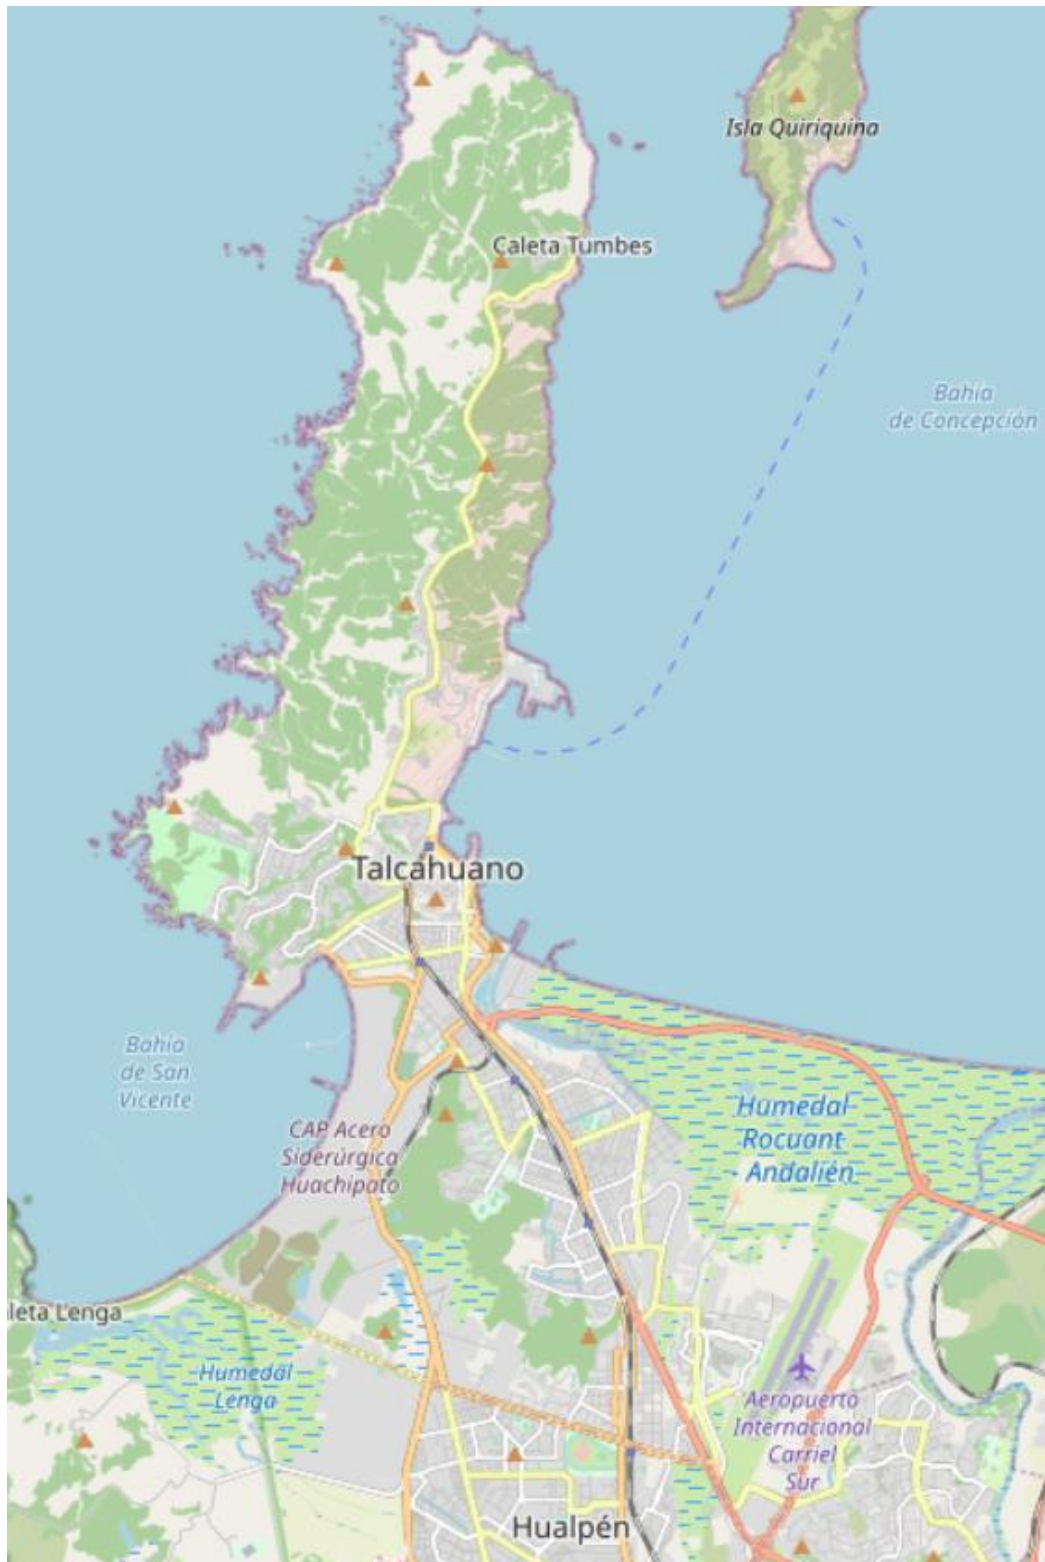 Isla Quiriquina
Caleta Tumbes
Bahía
de Concepción
Talcahuano
Bahía
de San
Vicente
Humedal
Rocuant
Andalién
CAP Acero
Siderúrgica
Huachipato
leta Lenga
Humedal
Lenga
Aeropuerto
Internacional
Carriel
Sur
Hualpén